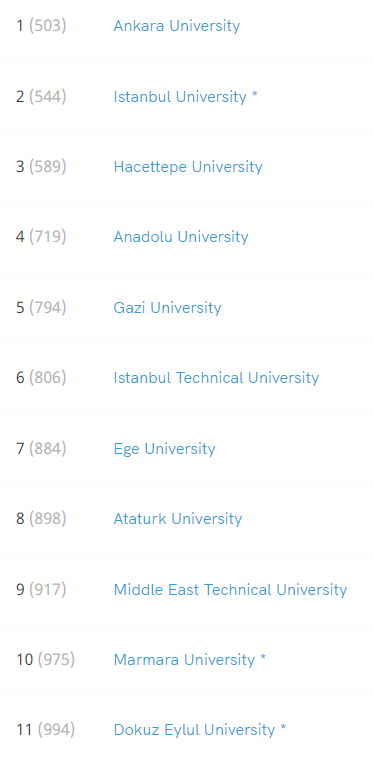 1 (503) Ankara University
2 (544) Istanbul University *
3 (589) Hacettepe University
4 (719) Anadolu University
5 (794) Gazi University
6 (806) Istanbul Technical University
7 (884) Ege University
8 (898) Ataturk University
9 (917) Middle East Technical University
10 (975) Marmara University *
11 (994) Dokuz Eylul University *